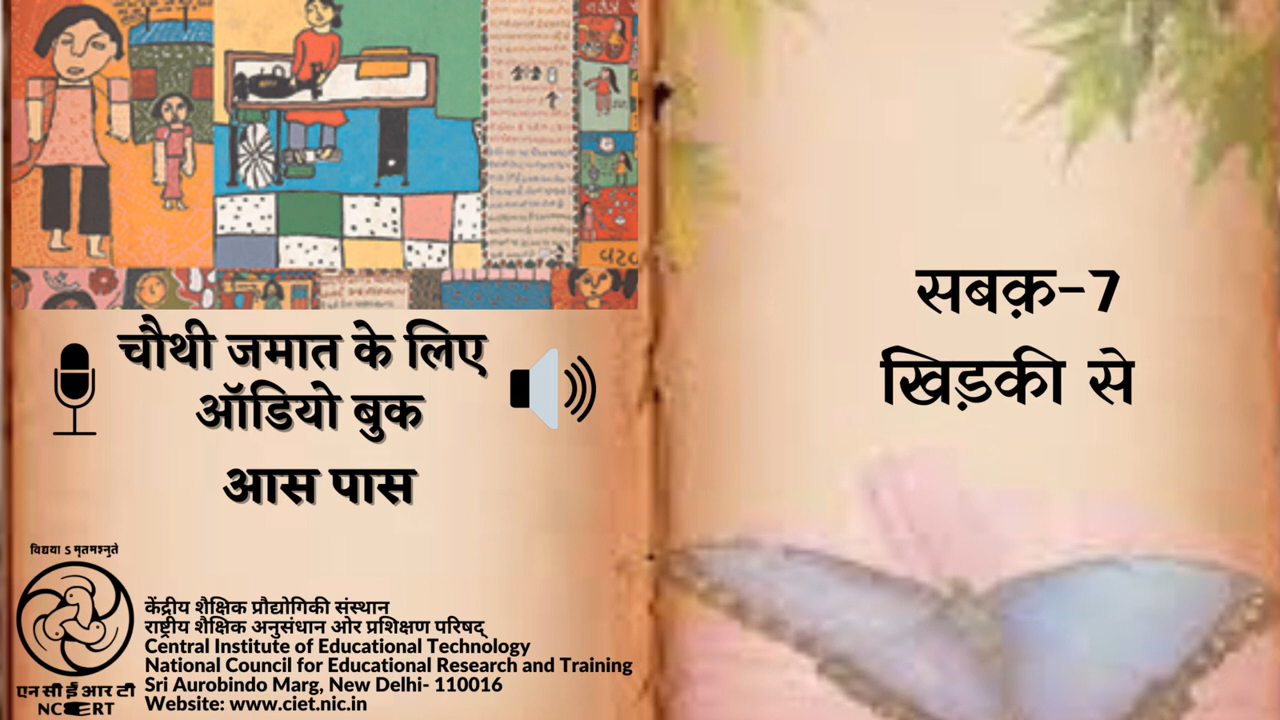 चौथी जमात के लिए
ऑडियो बुक
आस पास
विद्यया ऽ मृतमश्नुते
एन सी ई आर टी
NCERT
केंद्रीय शैक्षिक प्रौद्योगिकी संस्थान
राष्ट्रीय शैक्षिक अनुसंधान ओर प्रशिक्षण परिषद्
Central Institute of Educational Technology
National Council for Educational Research and Training
Sri Aurobindo Marg, New Delhi- 110016
Website: www.ciet.nic.in
सबक़-7
खिड़की से